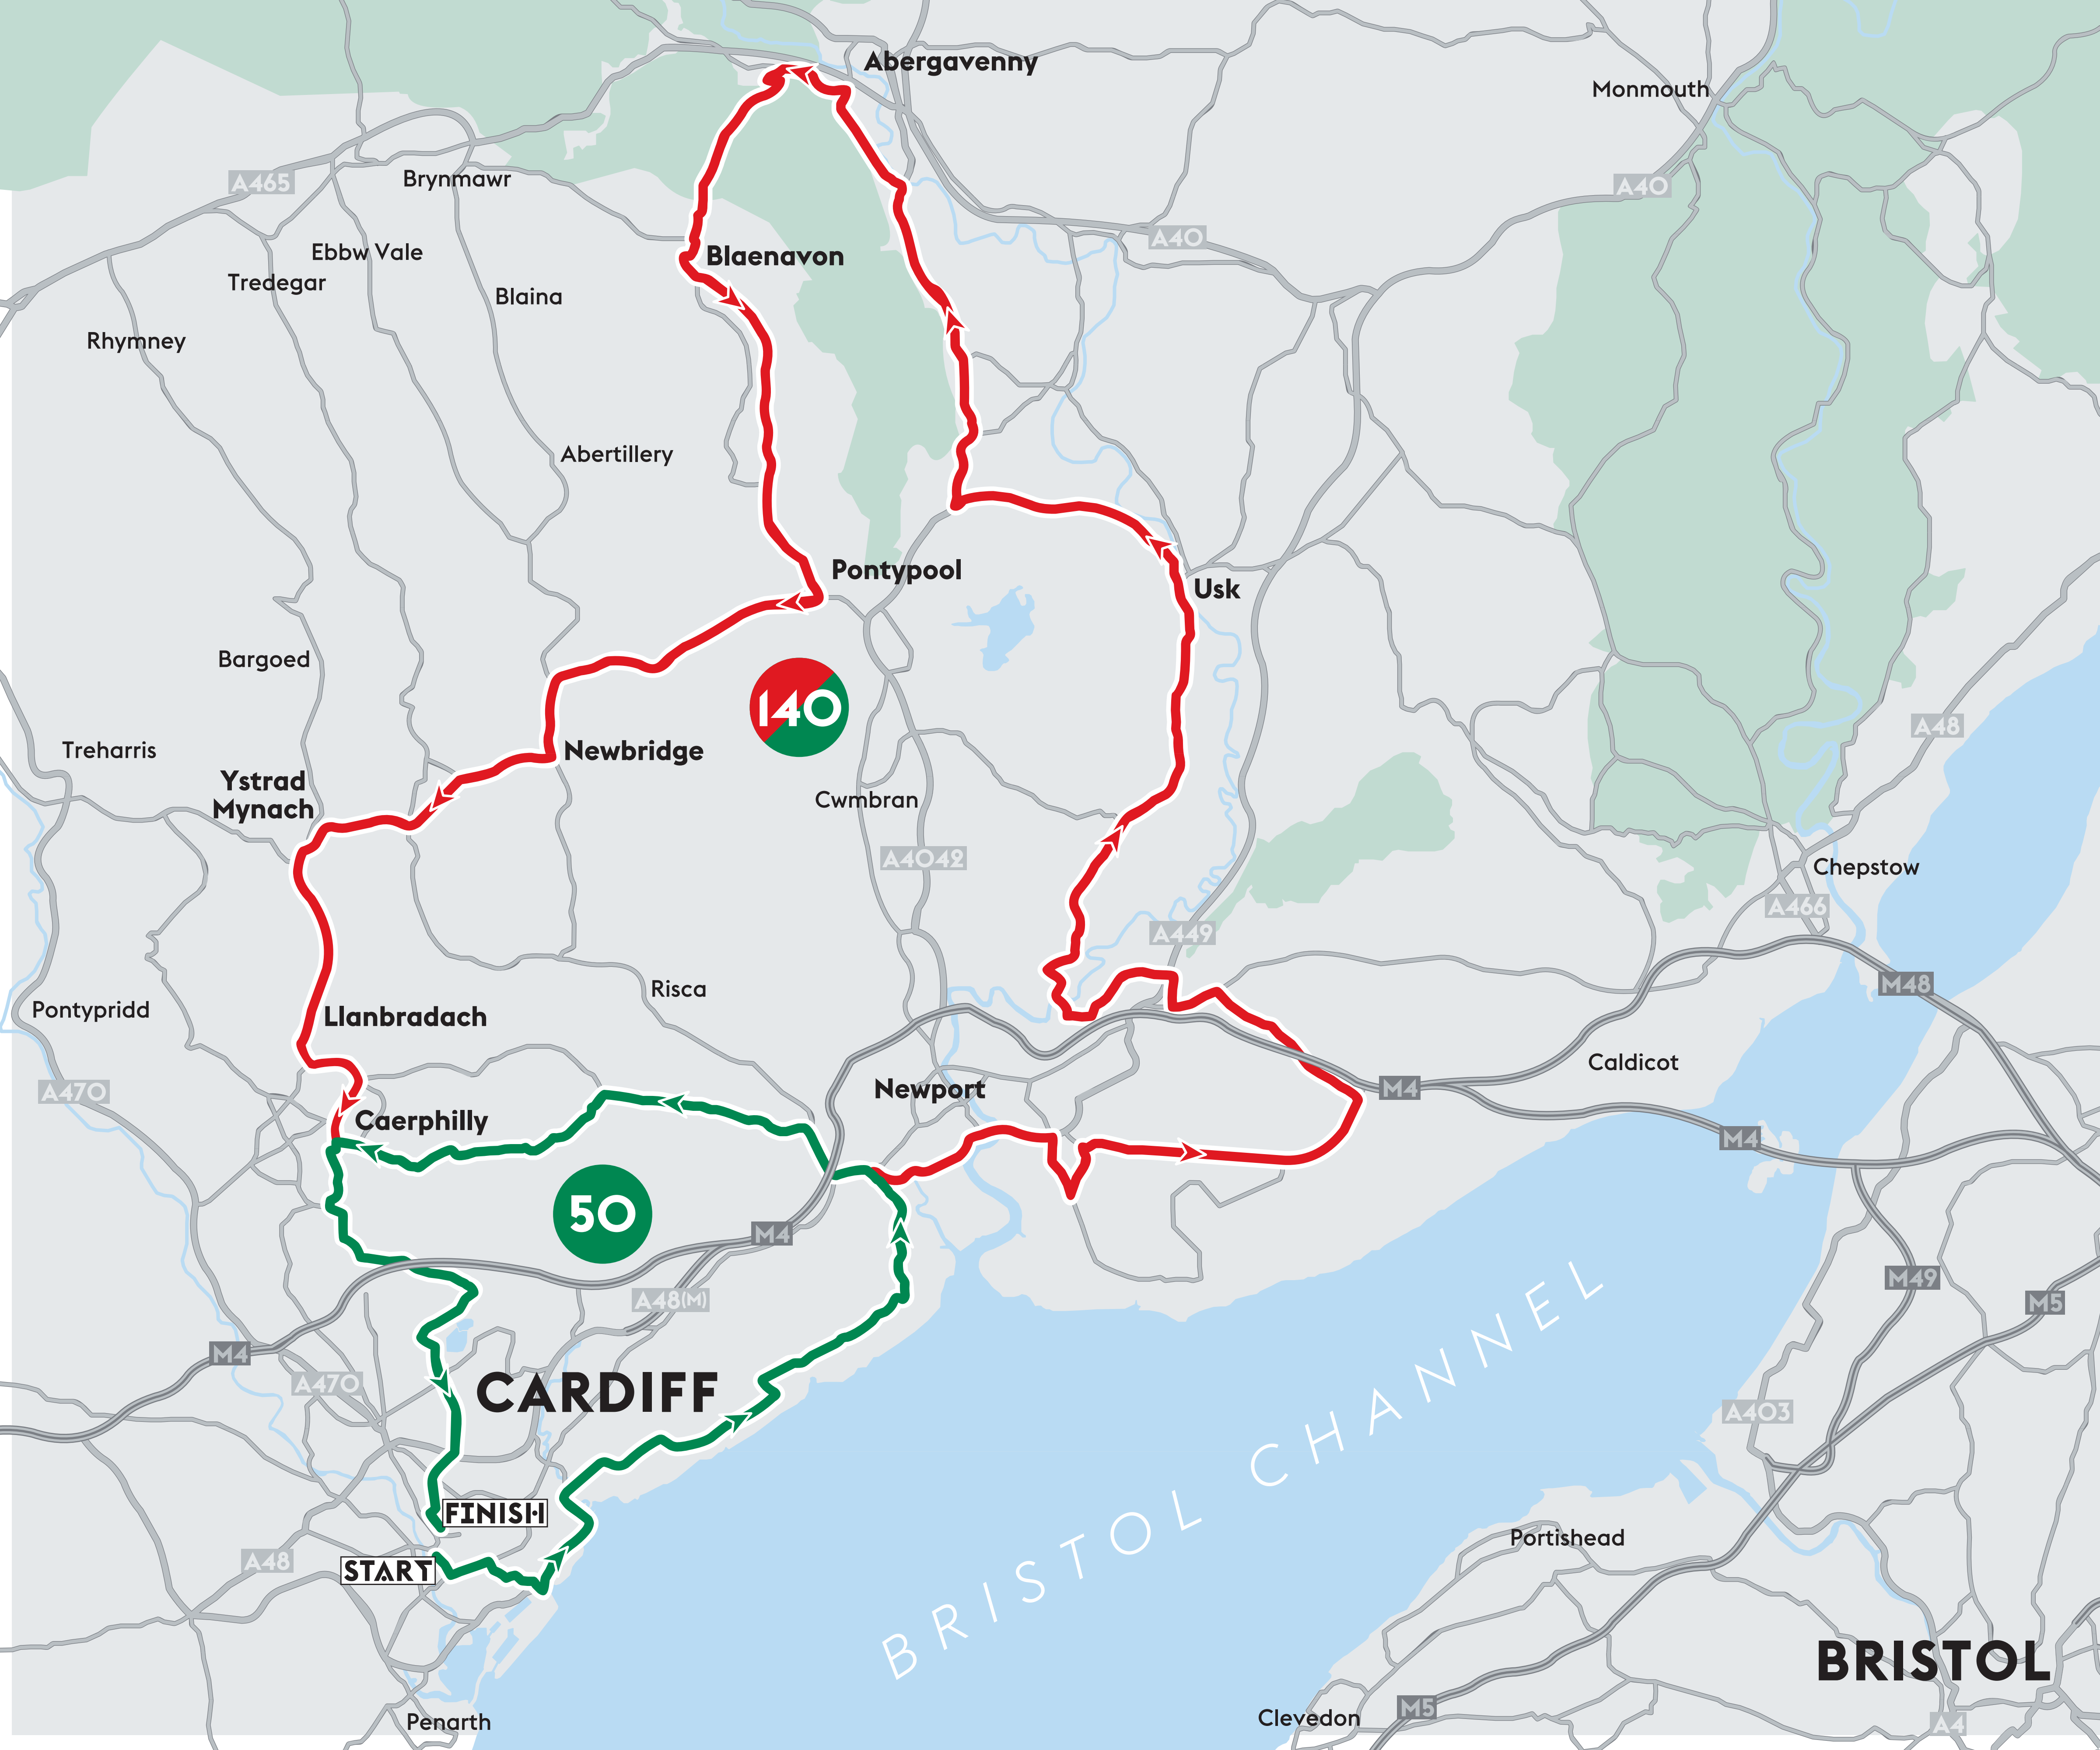 Abergavenny
Monmouth
A465
Brynmawr
A40
A40
Ebbw Vale
Blaenavon
Tredegar
Blaina
Rhymney
Abertillery
Pontypool
Usk
Bargoed
140
A48
Treharris
Newbridge
Ystrad
Mynach
Cwmbran
A4042
Chepstow
A466
A449
M48
Risca
Pontypridd
Llanbradach
Caldicot
A470
Newport
M4
Caerphilly
M4
50
M4
M49
A48(M)
M5
M4
A470
CARDIFF
A403
BRISTOL CHANNEL
FINISH
Portishead
A48
START
BRISTOL
M5
Clevedon
Penarth
A4